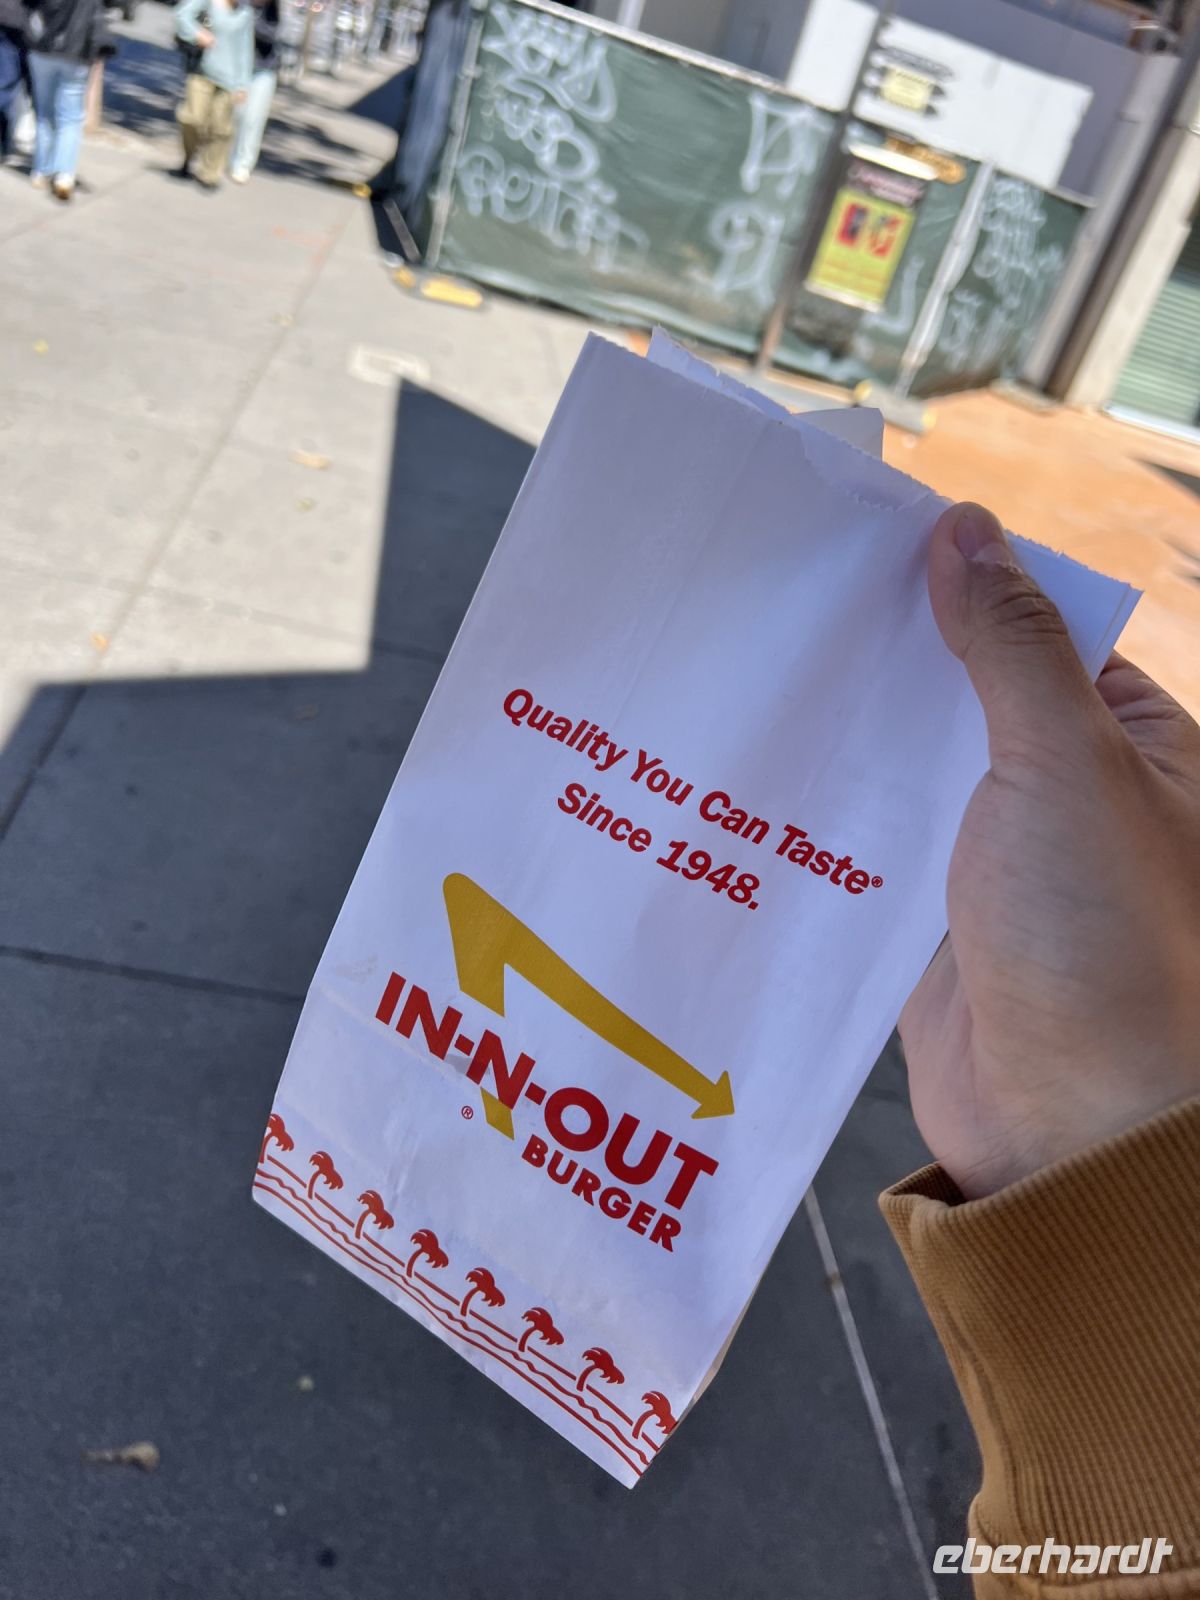 Quality You Can Taste®
Since 1948.
IN-N-OUT
®
BURGER
eberhardt